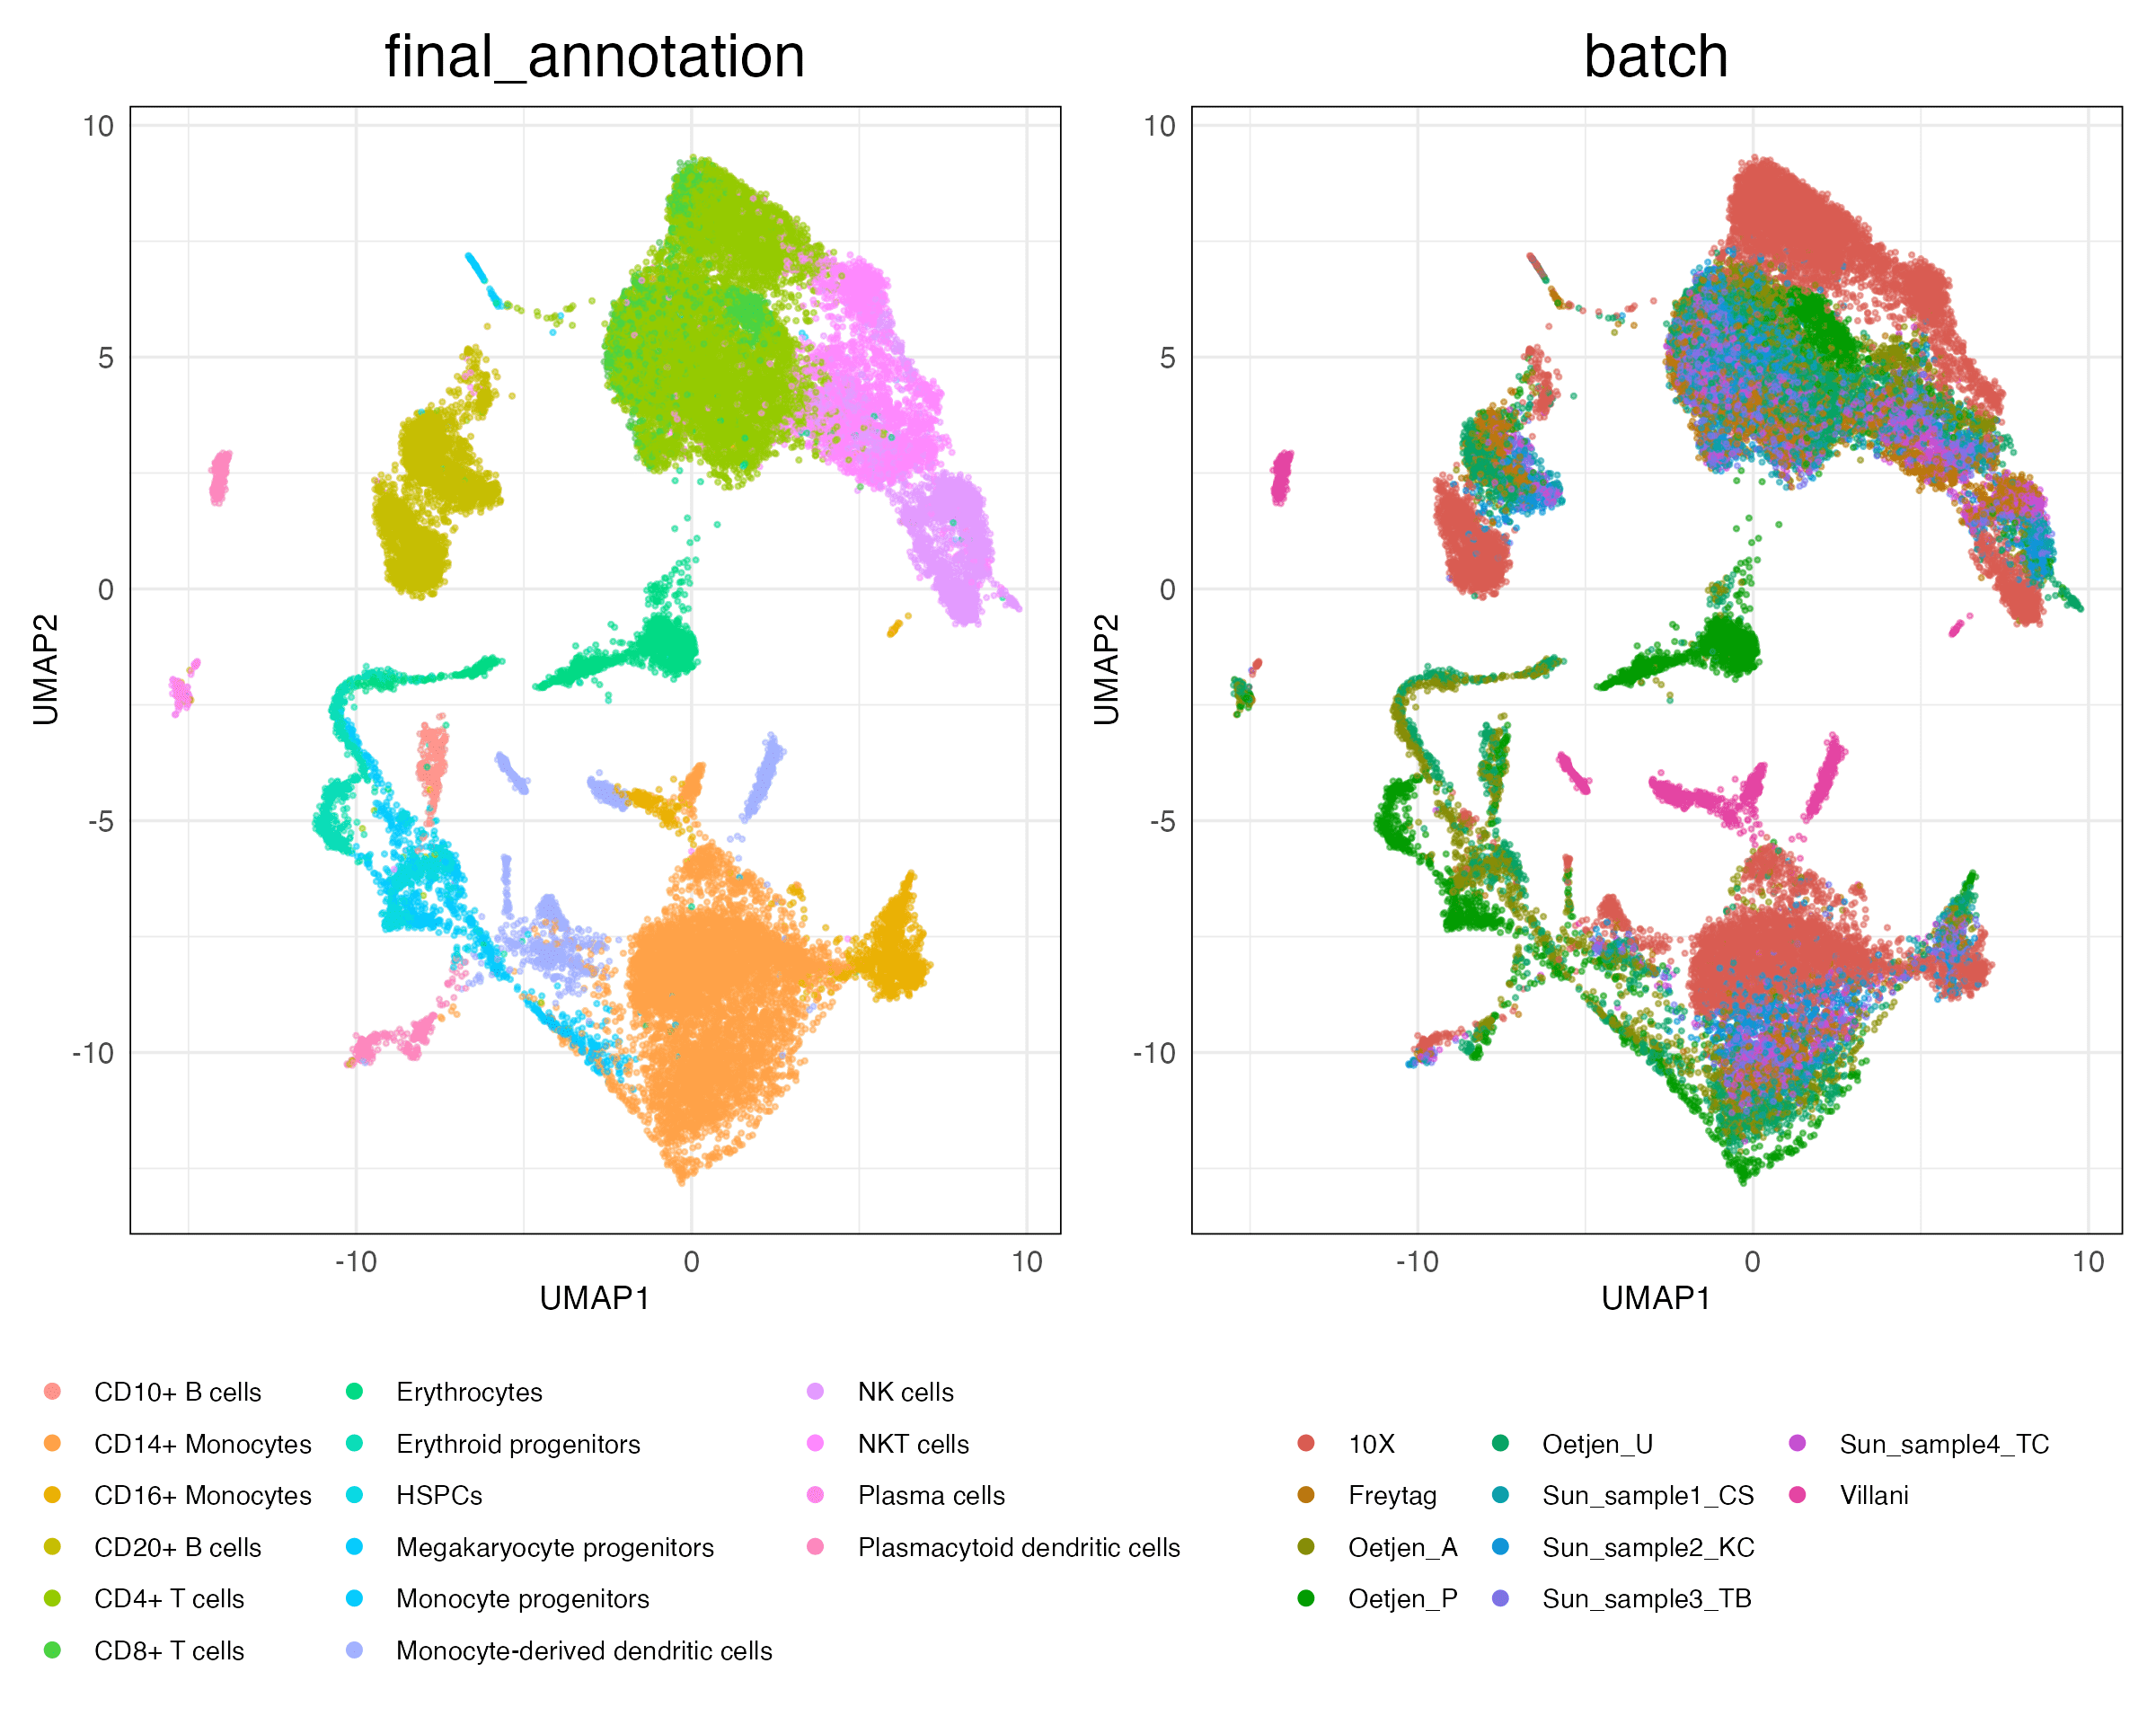 final_annotation
batch
10
5
0
-5
-10
UMAP2
-10
0
10
UMAP1
10
5
0
-5
-10
UMAP2
-10
0
10
UMAP1
CD10+ B cells
CD14+ Monocytes
CD16+ Monocytes
CD20+ B cells
CD4+ T cells
CD8+ T cells
Erythrocytes
Erythroid progenitors
HSPCs
Megakaryocyte progenitors
Monocyte progenitors
Monocyte-derived dendritic cells
NK cells
NKT cells
Plasma cells
Plasmacytoid dendritic cells
10X
Freytag
Oetjen_A
Oetjen_P
Oetjen_U
Sun_sample1_CS
Sun_sample2_KC
Sun_sample3_TB
Sun_sample4_TC
Villani